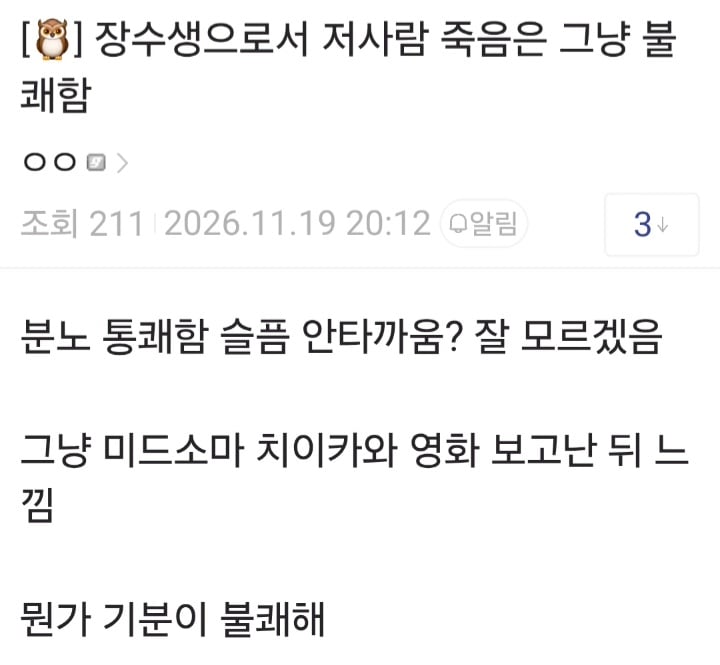 [🦉] 장수생으로서 저사람 죽음은 그냥 불
쾌함
ㅇㅇ
조회 211 2026.11.19 20:12 알림 3
분노 통쾌함 슬픔 안타까움? 잘 모르겠음
그냥 미드소마 치이카와 영화 보고난 뒤 느
낌
뭔가 기분이 불쾌해